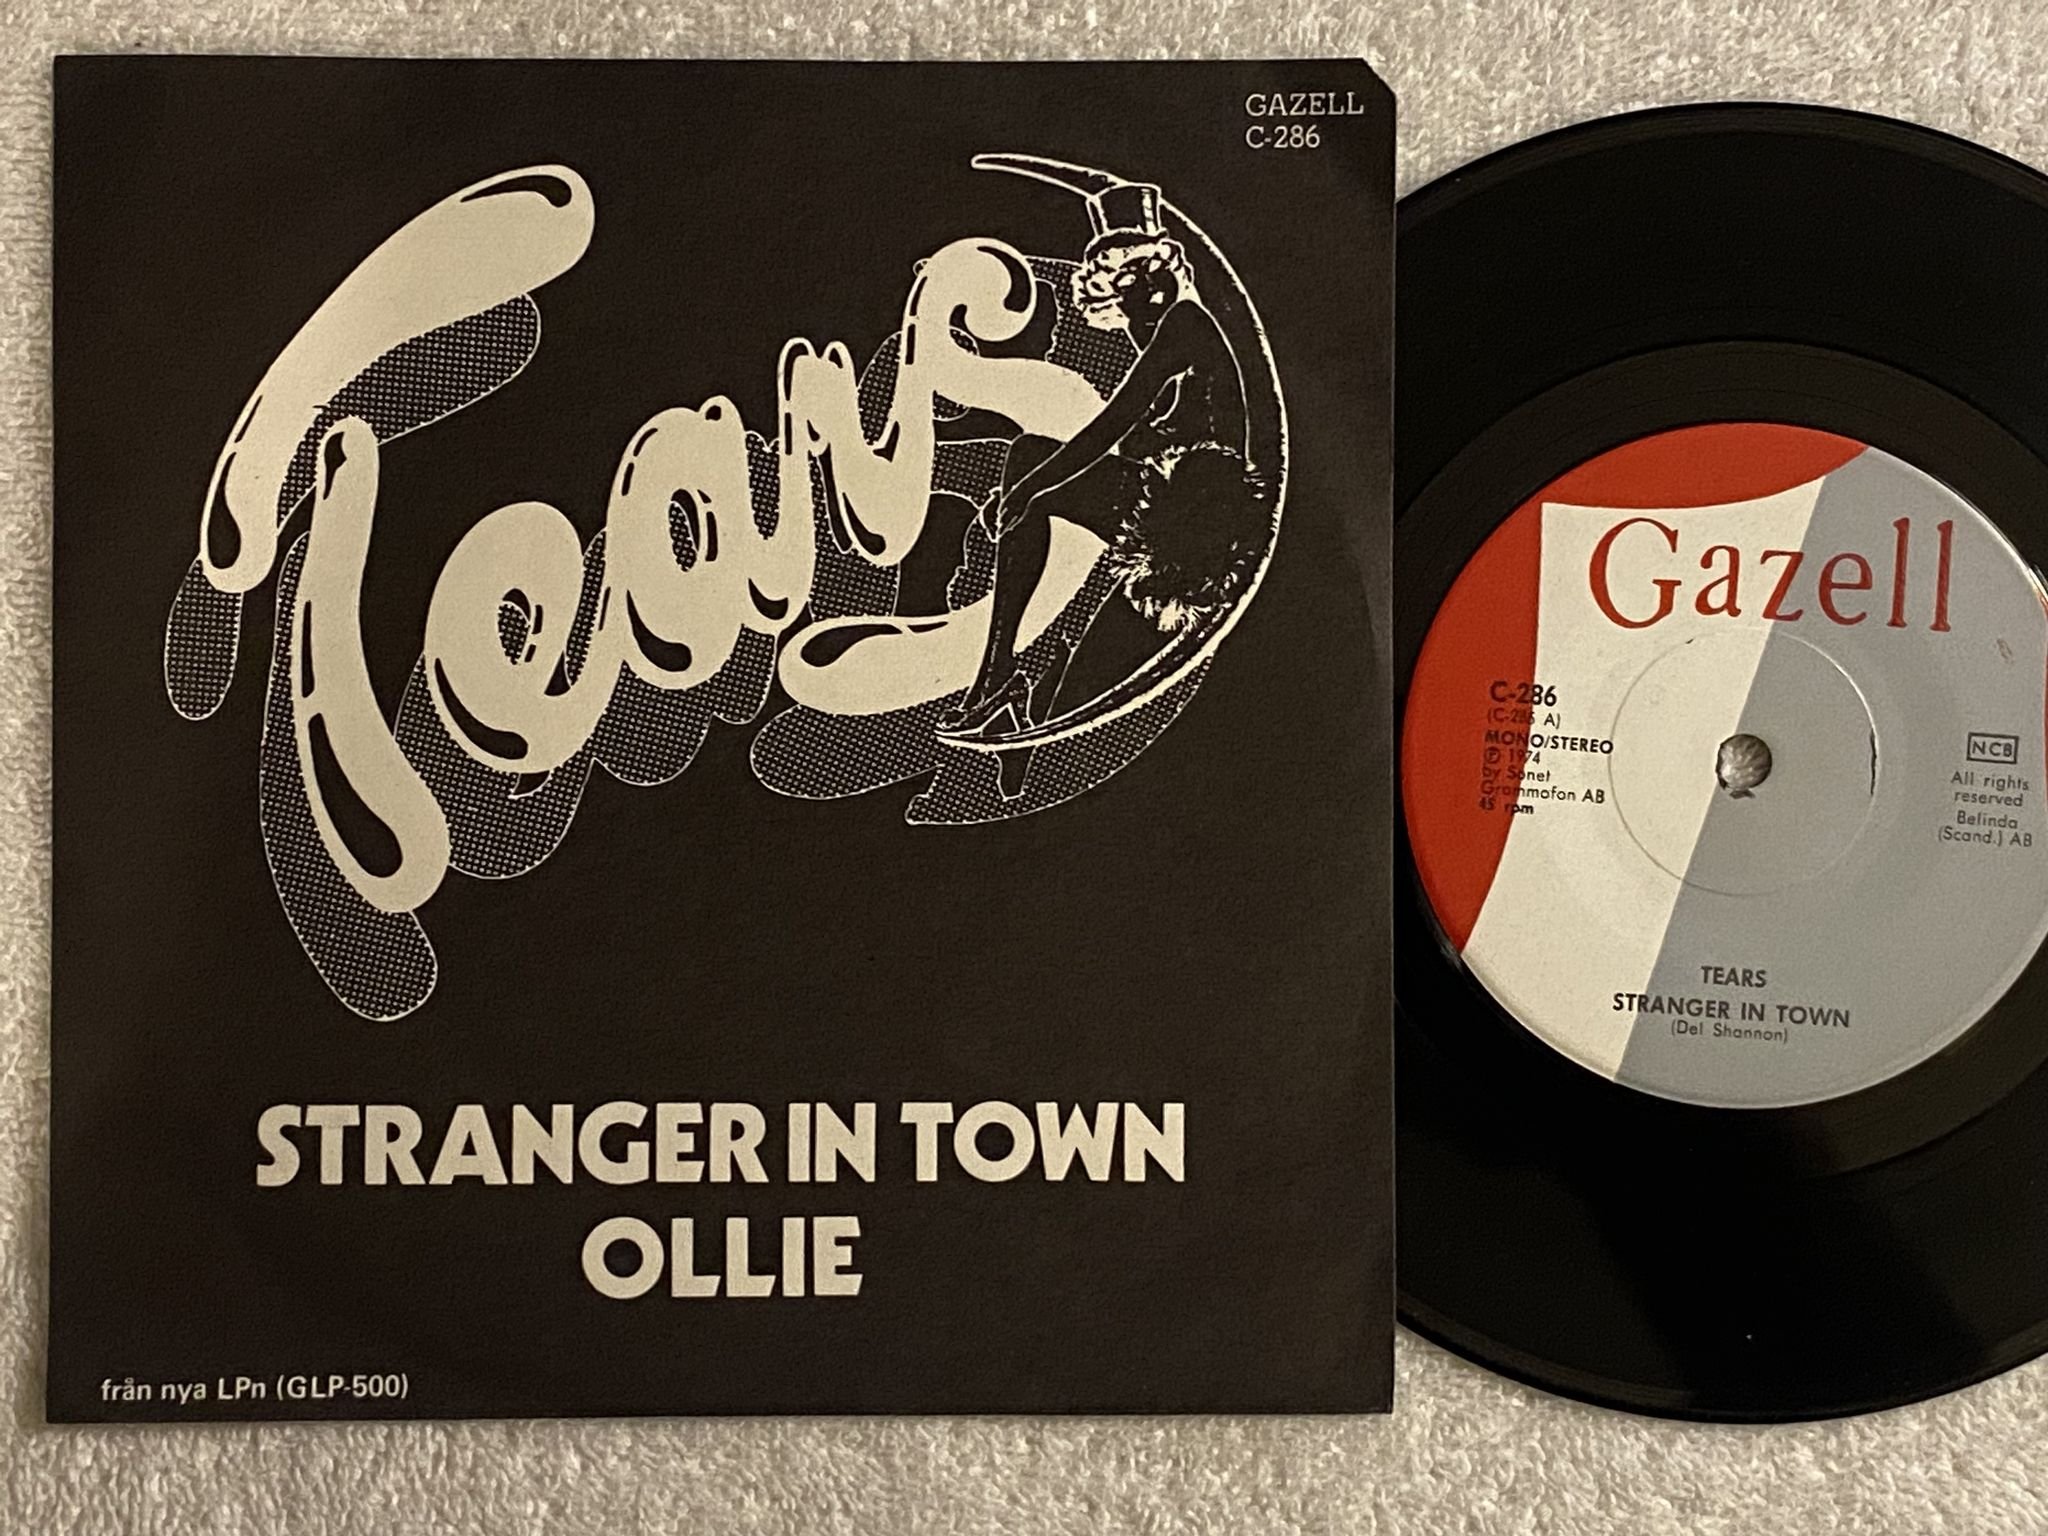 GAZELL
C-286
Tears
STRANGER IN TOWN
OLLIE
från nya LPn (GLP-500)
Gazell
C-286
(C-286 A)
MONO/STEREO
Ⓟ 1974
by Sonet
Grammofon AB
45 rpm
NCB
All rights
reserved
Belinda
(Scand.) AB
TEARS
STRANGER IN TOWN
(Del Shannon)